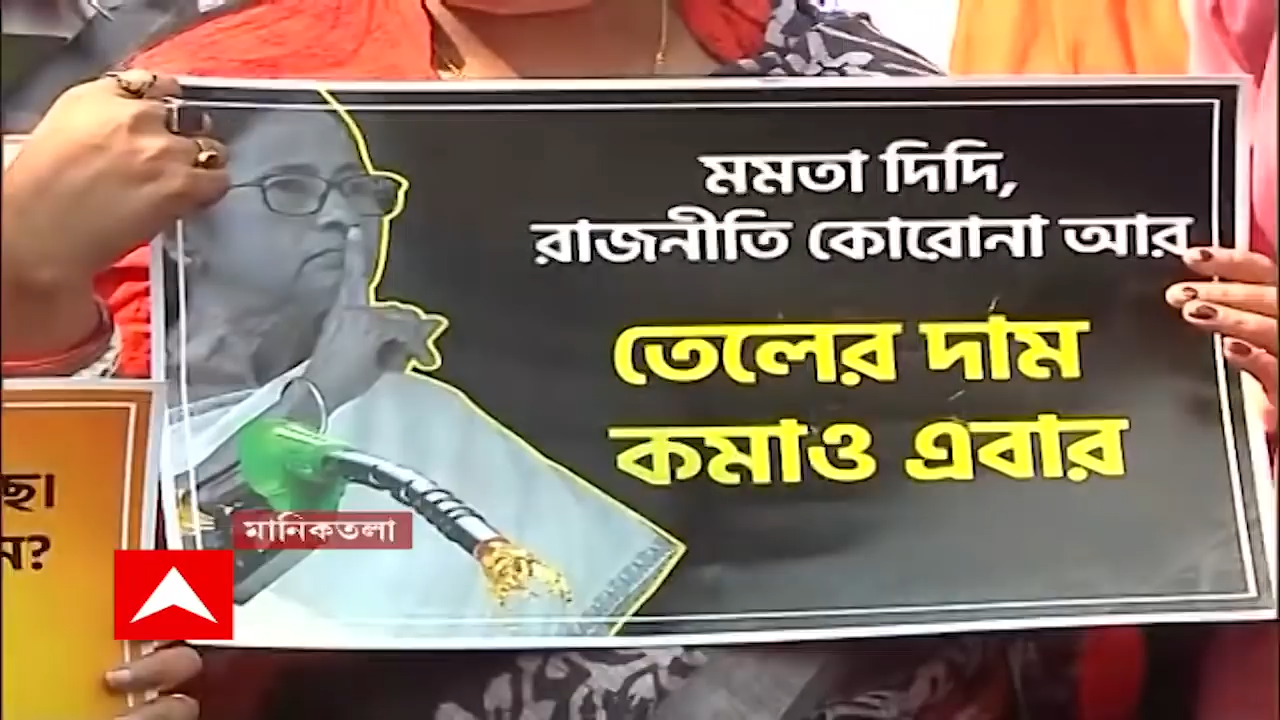 মমতা দিদি,
রাজনীতি কোরোনা আর
তেলের দাম
কমাও এবার
ছে।
ম?
মানিকতলা